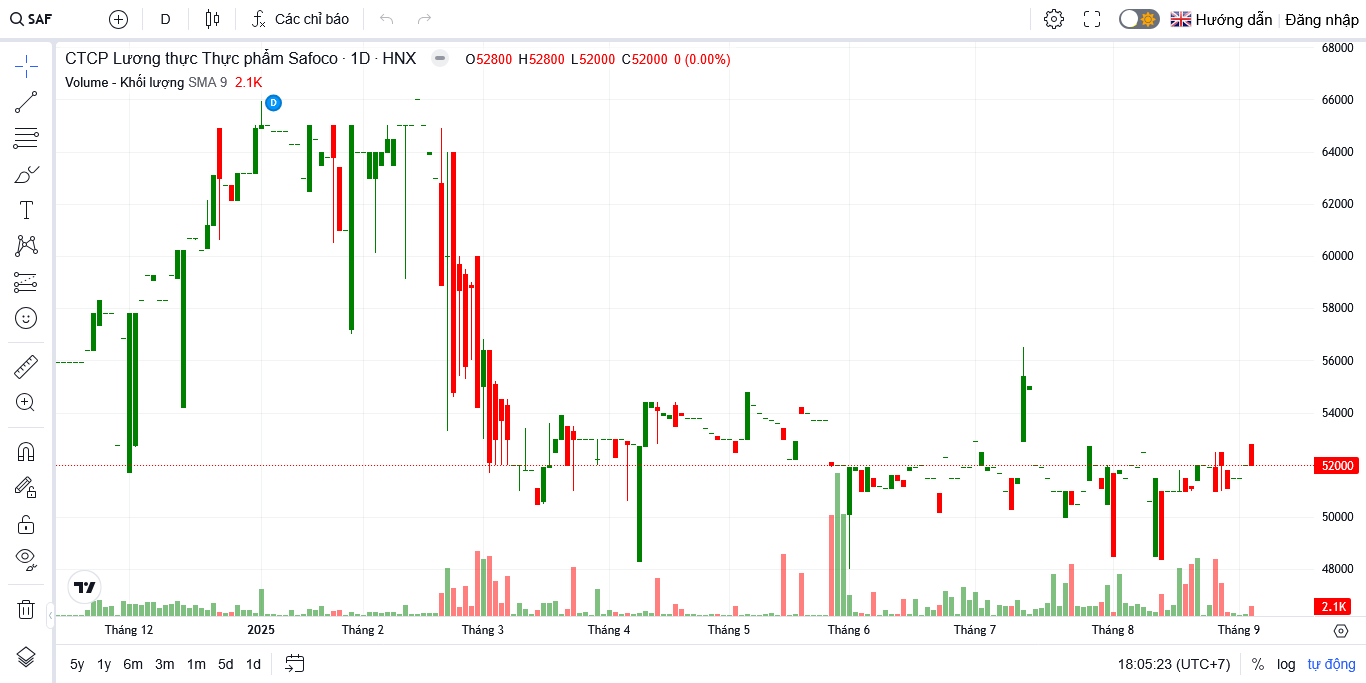 SAF D Các chỉ báo Hướng dẫn Đăng nhập
CTCP Lương thực Thực phẩm Safoco · 1D · HNX O52800 H52800 L52000 C52000 0 (0.00%)
Volume - Khối lượng SMA 9 2.1K
D
68000
66000
64000
62000
60000
58000
56000
54000
52000
50000
48000
2.1K
Tháng 12 2025 Tháng 2 Tháng 3 Tháng 4 Tháng 5 Tháng 6 Tháng 7 Tháng 8 Tháng 9
5y 1y 6m 3m 1m 5d 1d 18:05:23 (UTC+7) % log tự động